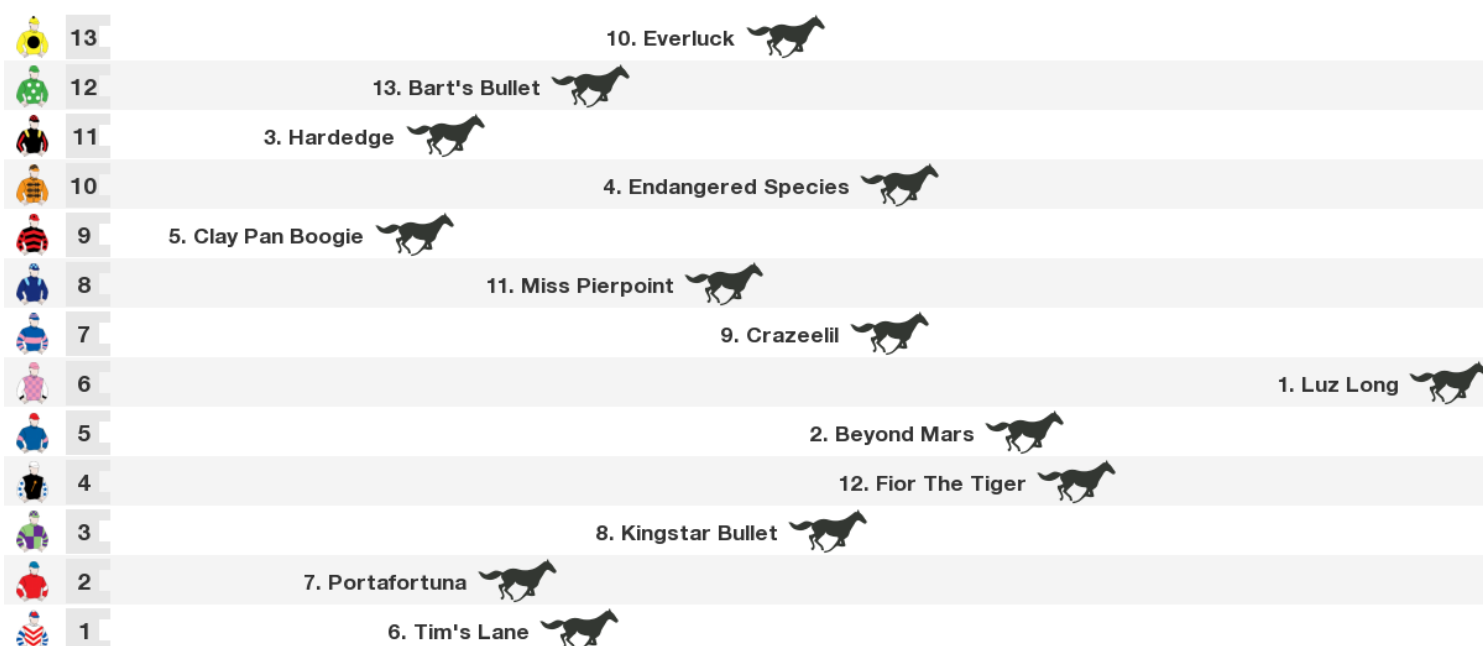 13 10. Everluck
12 13. Bart's Bullet
11 3. Hardedge
10 4. Endangered Species
9 5. Clay Pan Boogie
8 11. Miss Pierpoint
7 9. Crazeelil
6 1. Luz Long
5 2. Beyond Mars
4 12. Fior The Tiger
3 8. Kingstar Bullet
2 7. Portafortuna
1 6. Tim's Lane